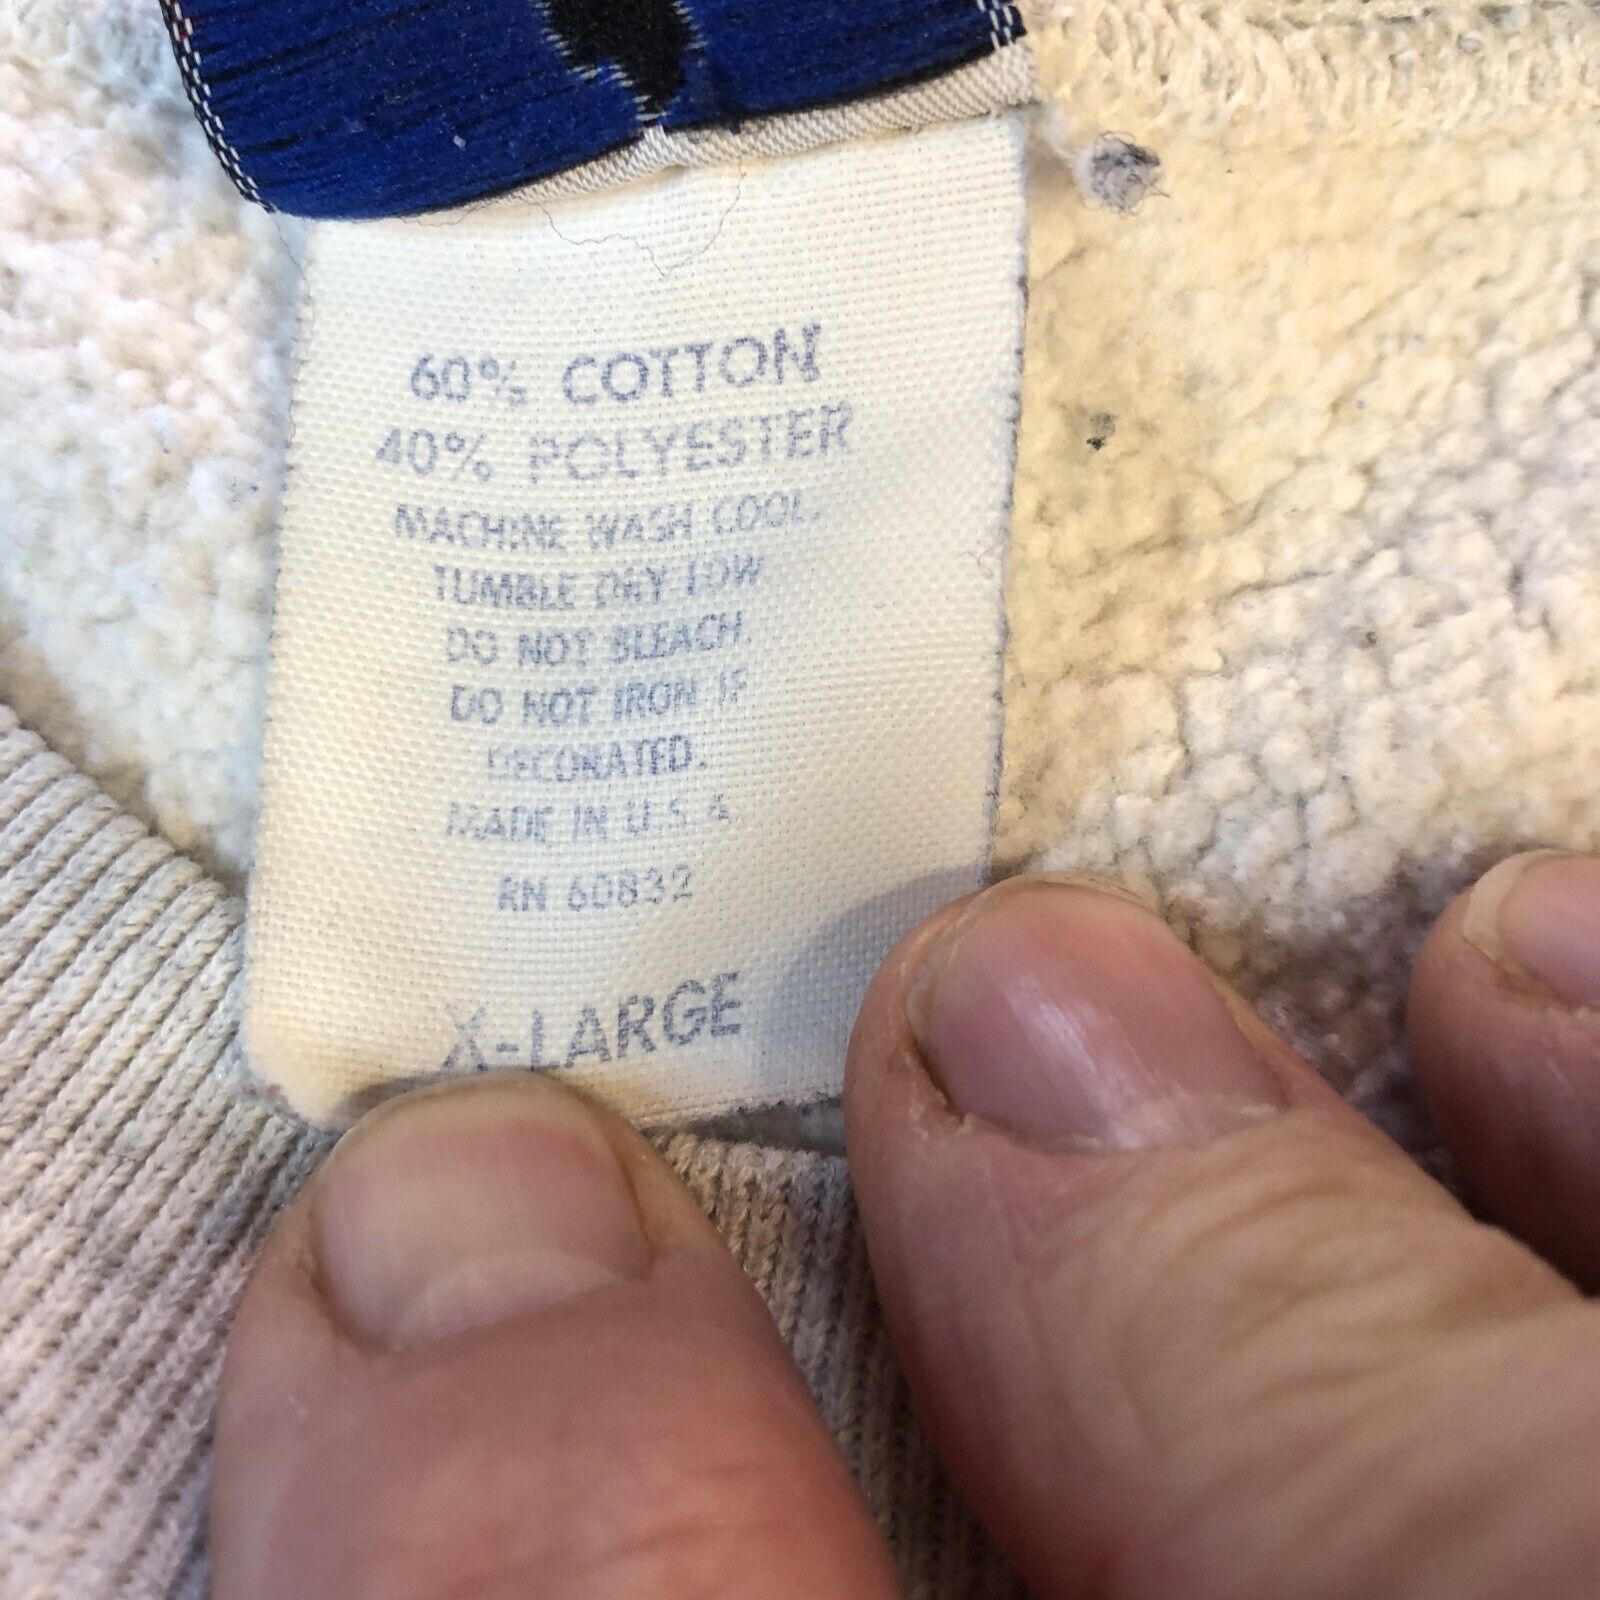 60% COTTON
40% POLYESTER
MACHINE WASH COOL.
TUMBLE DRY LOW
DO NOT BLEACH.
DO NOT IRON IF
DECORATED.
MADE IN U.S.A.
RN 60832
X-LARGE